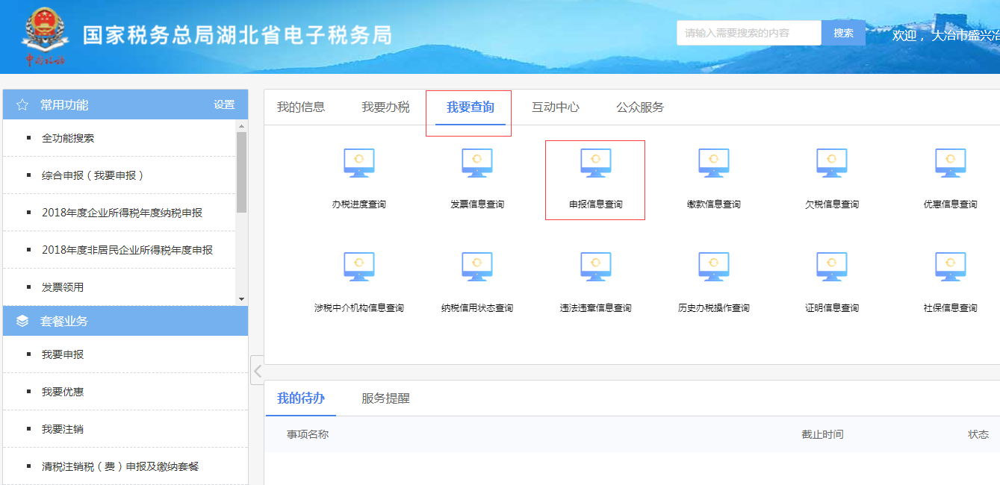 国家税务总局湖北省电子税务局
请输入需要搜索的内容
搜索
欢迎，大冶市盛兴冶
中国税务
常用功能
设置
全功能搜索
综合申报（我要申报）
2018年度企业所得税年度纳税申报
2018年度非居民企业所得税年度申报
发票领用
套餐业务
我要申报
我要优惠
我要注销
清税注销税（费）申报及缴纳套餐
我的信息 我要办税 我要查询 互动中心 公众服务
办税进度查询 发票信息查询 申报信息查询 缴款信息查询 欠税信息查询 优惠信息查询
涉税中介机构信息查询 纳税信用状态查询 违法违章信息查询 历史办税操作查询 证明信息查询 社保信息查询
我的待办 服务提醒
事项名称 截止时间 状态